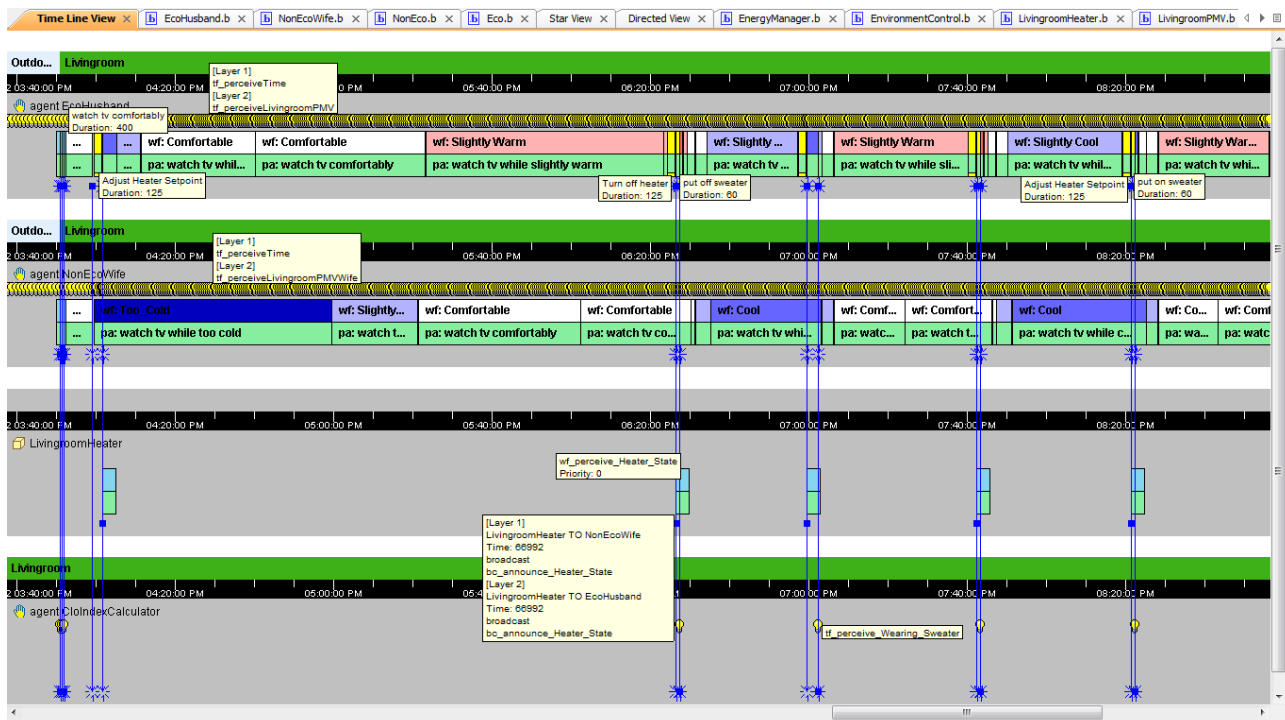 Time Line View × EcoHusband.b × NonEcoWife.b × NonEco.b × Eco.b × Star View × Directed View × EnergyManager.b × EnvironmentControl.b × LivingroomHeater.b × LivingroomPMV.b
Outdo... Livingroom
[Layer 1]
tf_perceiveTime
[Layer 2]
tf_perceiveLivingroomPMV
2 03:40:00 PM 04:20:00 PM 0 PM 05:40:00 PM 06:20:00 PM 07:00:00 PM 07:40:00 PM 08:20:00 PM
agent EcoHusband
watch tv comfortably
Duration: 400
... ... wf: Comfortable wf: Comfortable wf: Slightly Warm wf: Slightly ... wf: Slightly Warm wf: Slightly Cool wf: Slightly War...
... ... pa: watch tv whil... pa: watch tv comfortably pa: watch tv while slightly warm pa: watch tv ... pa: watch tv while sli... pa: watch tv whil... pa: watch tv whi...
Adjust Heater Setpoint
Duration: 125
Turn off heater
Duration: 125
put off sweater
Duration: 60
Adjust Heater Setpoint
Duration: 125
put on sweater
Duration: 60
Outdo... Livingroom
[Layer 1]
tf_perceiveTime
[Layer 2]
tf_perceiveLivingroomPMVWife
2 03:40:00 PM 04:20:00 PM 05:40:00 PM 06:20:00 PM 07:00:00 PM 07:40:00 PM 08:20:00 PM
agent NonEcoWife
... wf: Too Cold wf: Slightly... wf: Comfortable wf: Comfortable wf: Cool wf: Comf... wf: Comfort... wf: Cool wf: Co... wf: Comf
... pa: watch tv while too cold pa: watch t... pa: watch tv comfortably pa: watch tv co... pa: watch tv whi... pa: watc... pa: watch t... pa: watch tv while c... pa: wa... pa: watc
2 03:40:00 PM 04:20:00 PM 05:00:00 PM 05:40:00 PM 06:20:00 PM 07:00:00 PM 07:40:00 PM 08:20:00 PM
LivingroomHeater
wf_perceive_Heater_State
Priority: 0
[Layer 1]
LivingroomHeater TO NonEcoWife
Time: 66992
broadcast
bc_announce_Heater_State
[Layer 2]
LivingroomHeater TO EcoHusband
Time: 66992
broadcast
bc_announce_Heater_State
Livingroom
2 03:40:00 PM 04:20:00 PM 05:00:00 PM 05:4 07:00:00 PM 07:40:00 PM 08:20:00 PM
agent CloIndexCalculator
tf_perceive_Wearing_Sweater